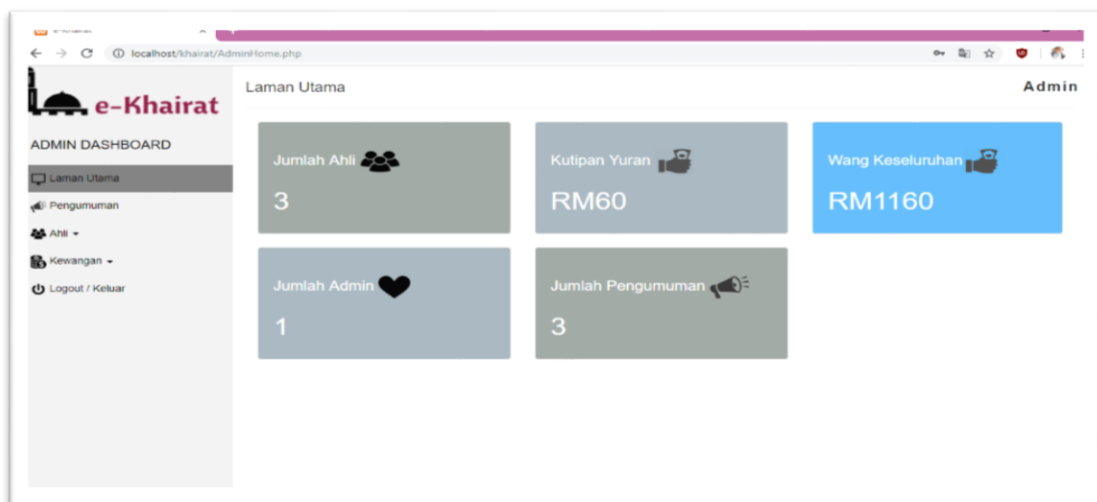 localhost/khairat/AdminHome.php
e-Khairat
Laman Utama
Admin
ADMIN DASHBOARD
Laman Utama
Pengumuman
Ahli
Kewangan
Logout / Keluar
Jumlah Ahli
3
Kutipan Yuran
RM60
Wang Keseluruhan
RM1160
Jumlah Admin
1
Jumlah Pengumuman
3